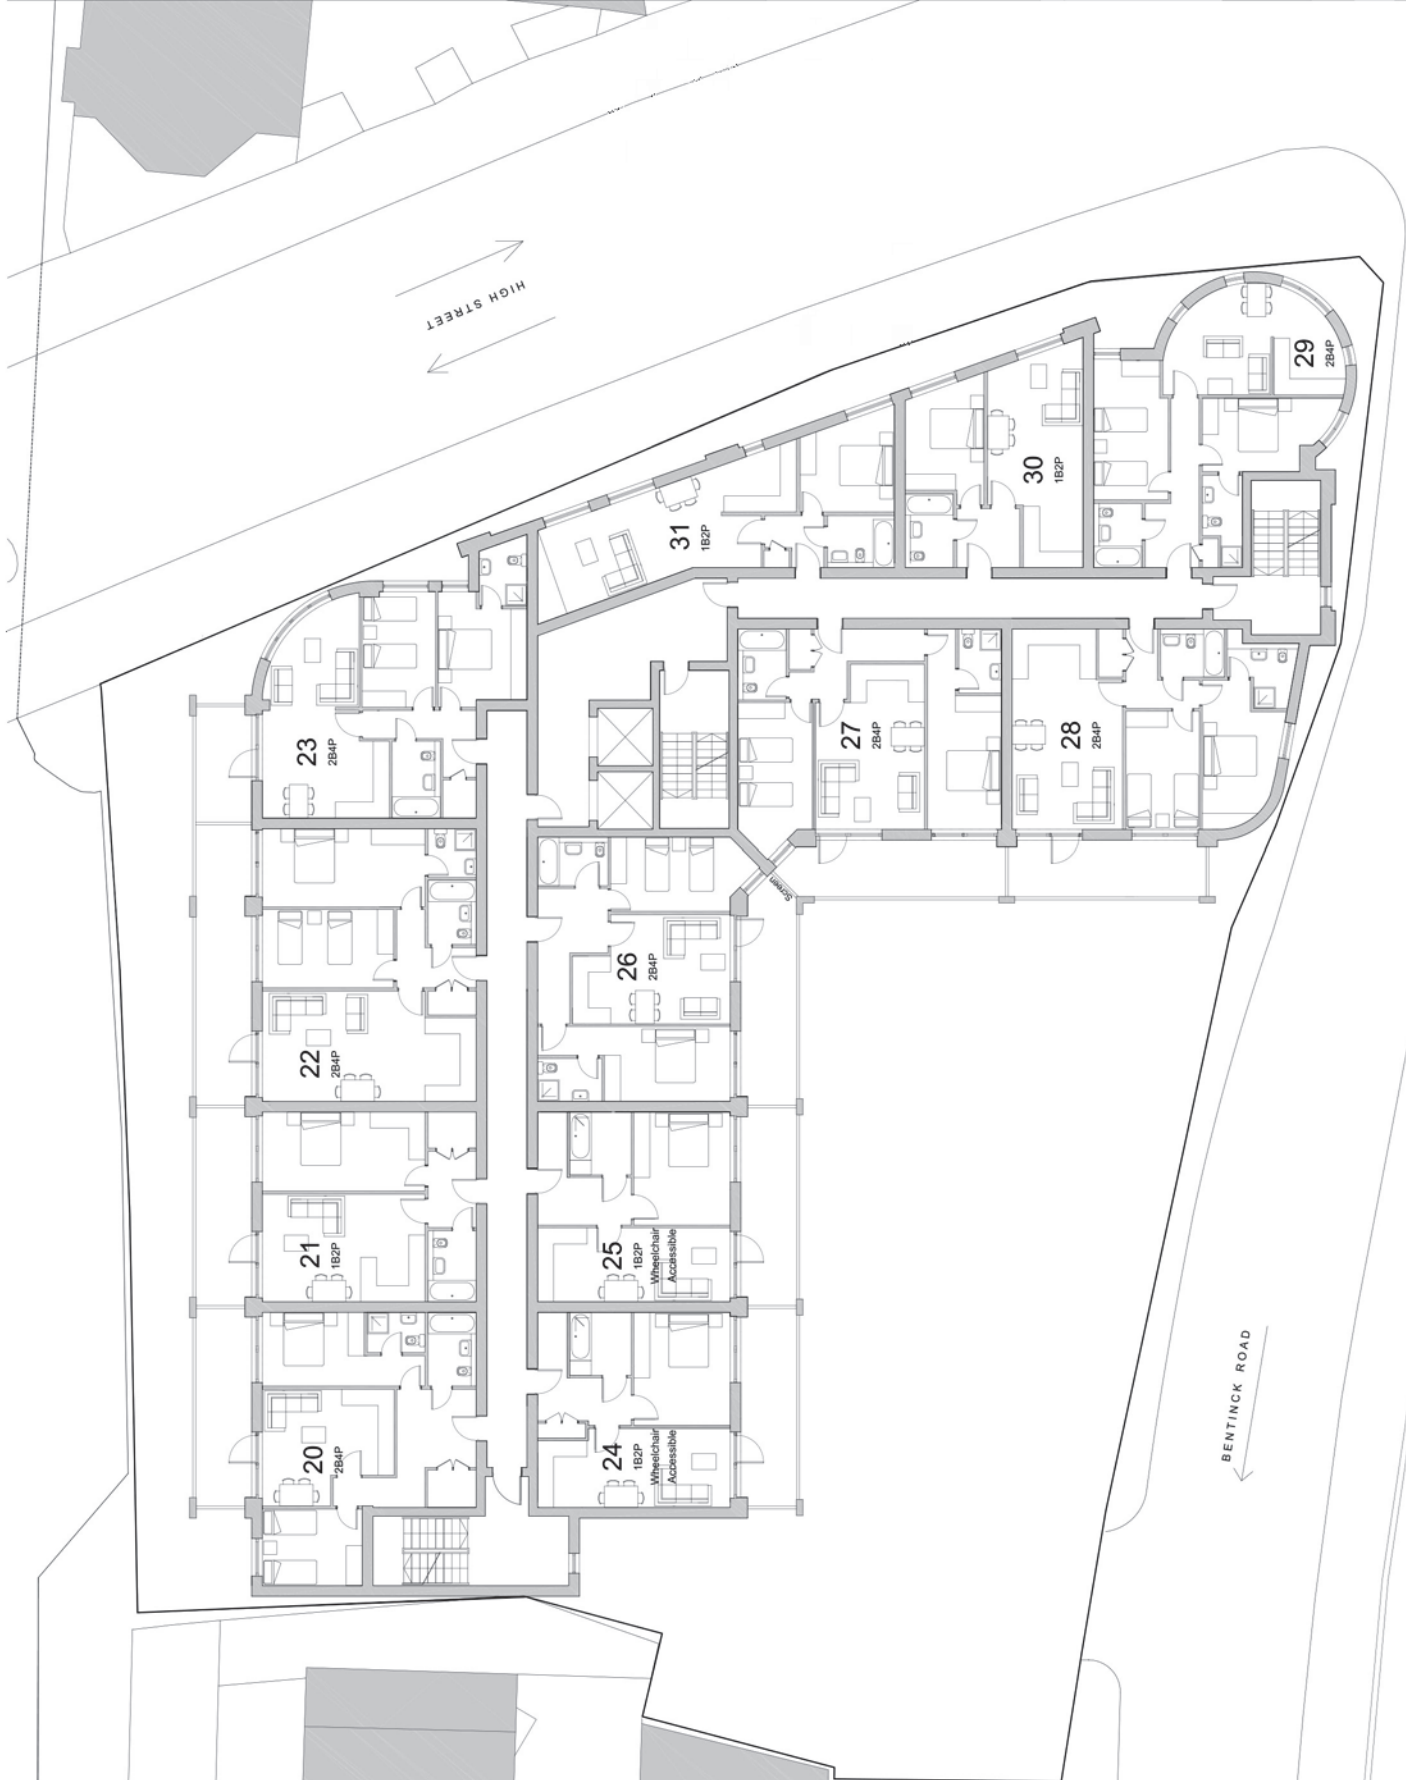 HIGH STREET
29
2B4P
30
1B2P
31
1B2P
23
2B4P
27
2B4P
28
2B4P
Screen
26
2B4P
22
2B4P
21
1B2P
25
1B2P
Wheelchair
Accessible
20
2B4P
24
1B2P
Wheelchair
Accessible
BENTINCK ROAD